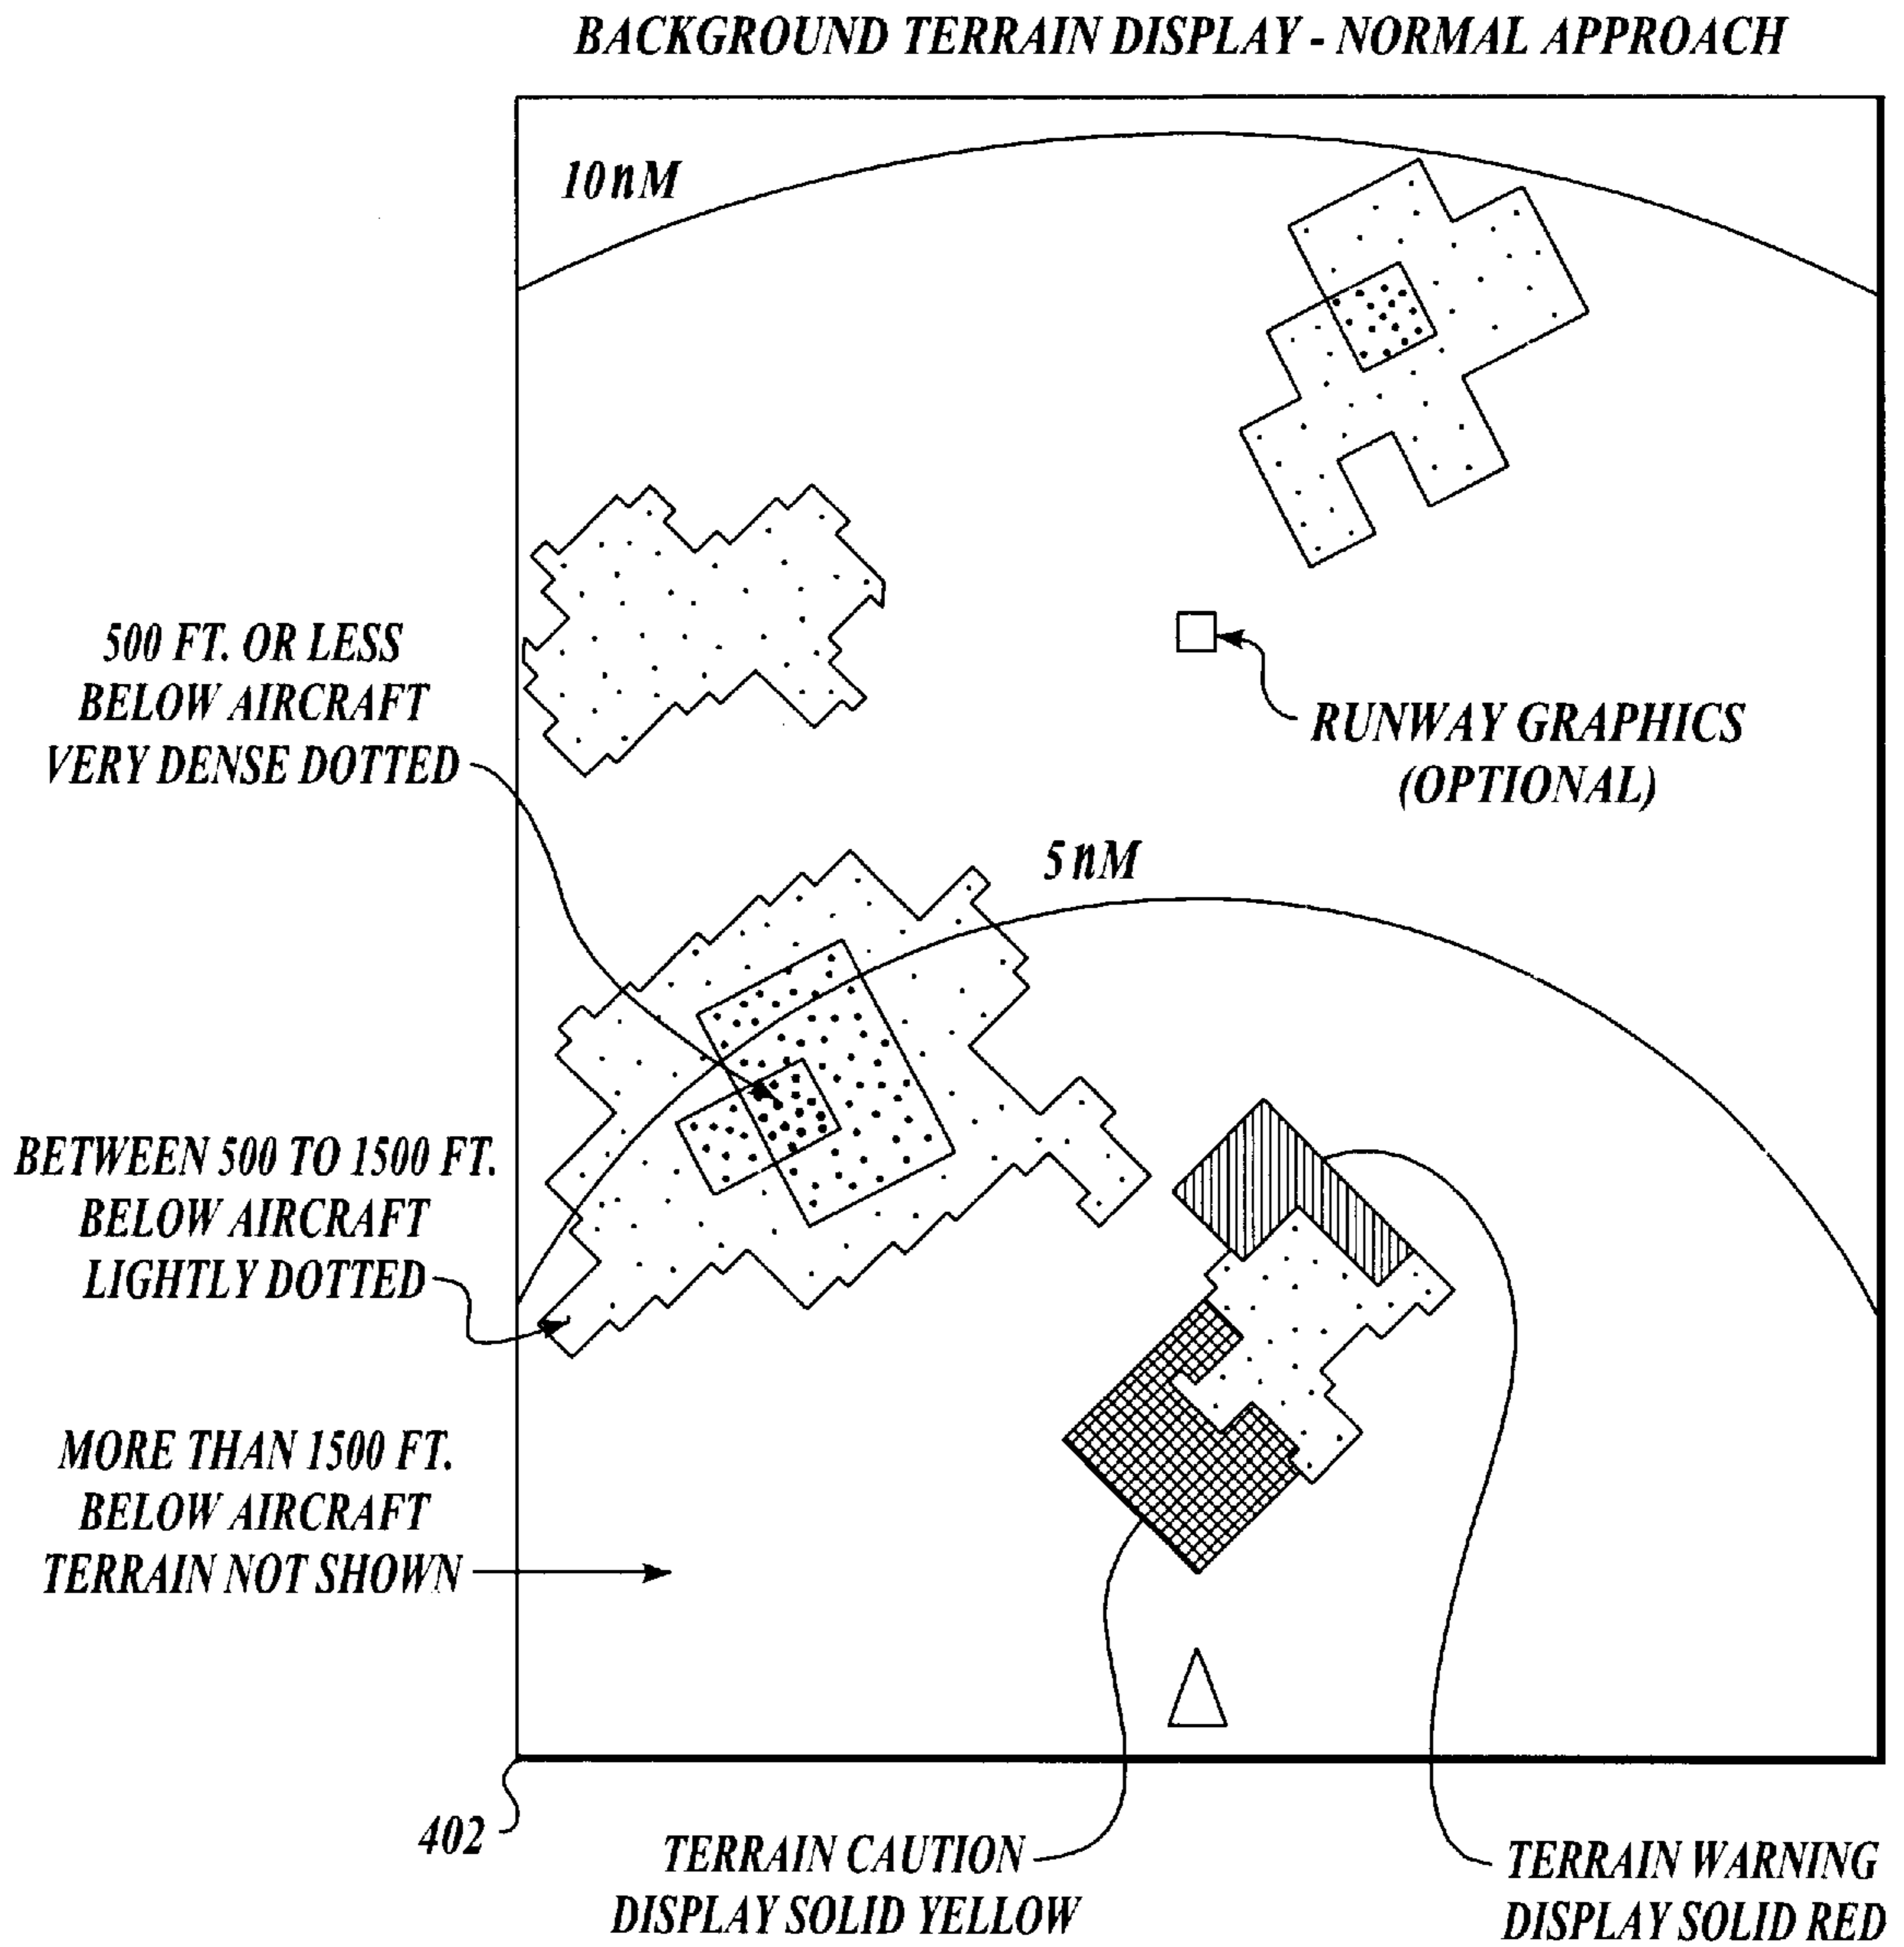 BACKGROUND TERRAIN DISPLAY - NORMAL APPROACH
10nM
500 FT. OR LESS
BELOW AIRCRAFT
VERY DENSE DOTTED
RUNWAY GRAPHICS
(OPTIONAL)
5nM
BETWEEN 500 TO 1500 FT.
BELOW AIRCRAFT
LIGHTLY DOTTED
MORE THAN 1500 FT.
BELOW AIRCRAFT
TERRAIN NOT SHOWN
402
TERRAIN CAUTION
DISPLAY SOLID YELLOW
TERRAIN WARNING
DISPLAY SOLID RED